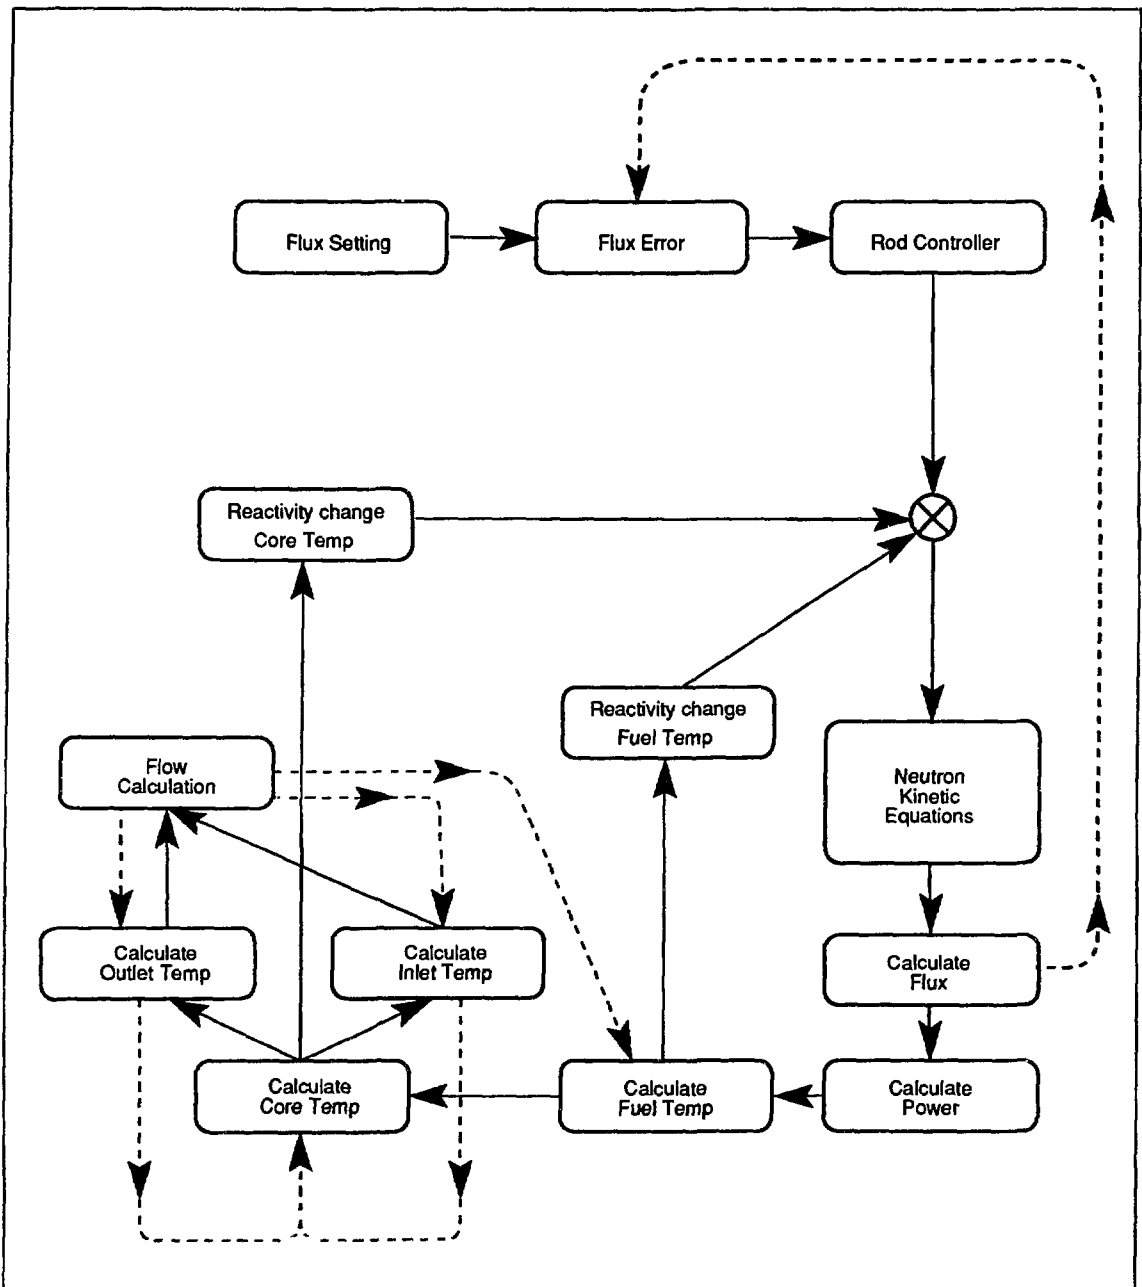 Flux Setting
Flux Error
Rod Controller
Reactivity change
Core Temp
Reactivity change
Fuel Temp
Flow
Calculation
Neutron
Kinetic
Equations
Calculate
Outlet Temp
Calculate
Inlet Temp
Calculate
Flux
Calculate
Core Temp
Calculate
Fuel Temp
Calculate
Power